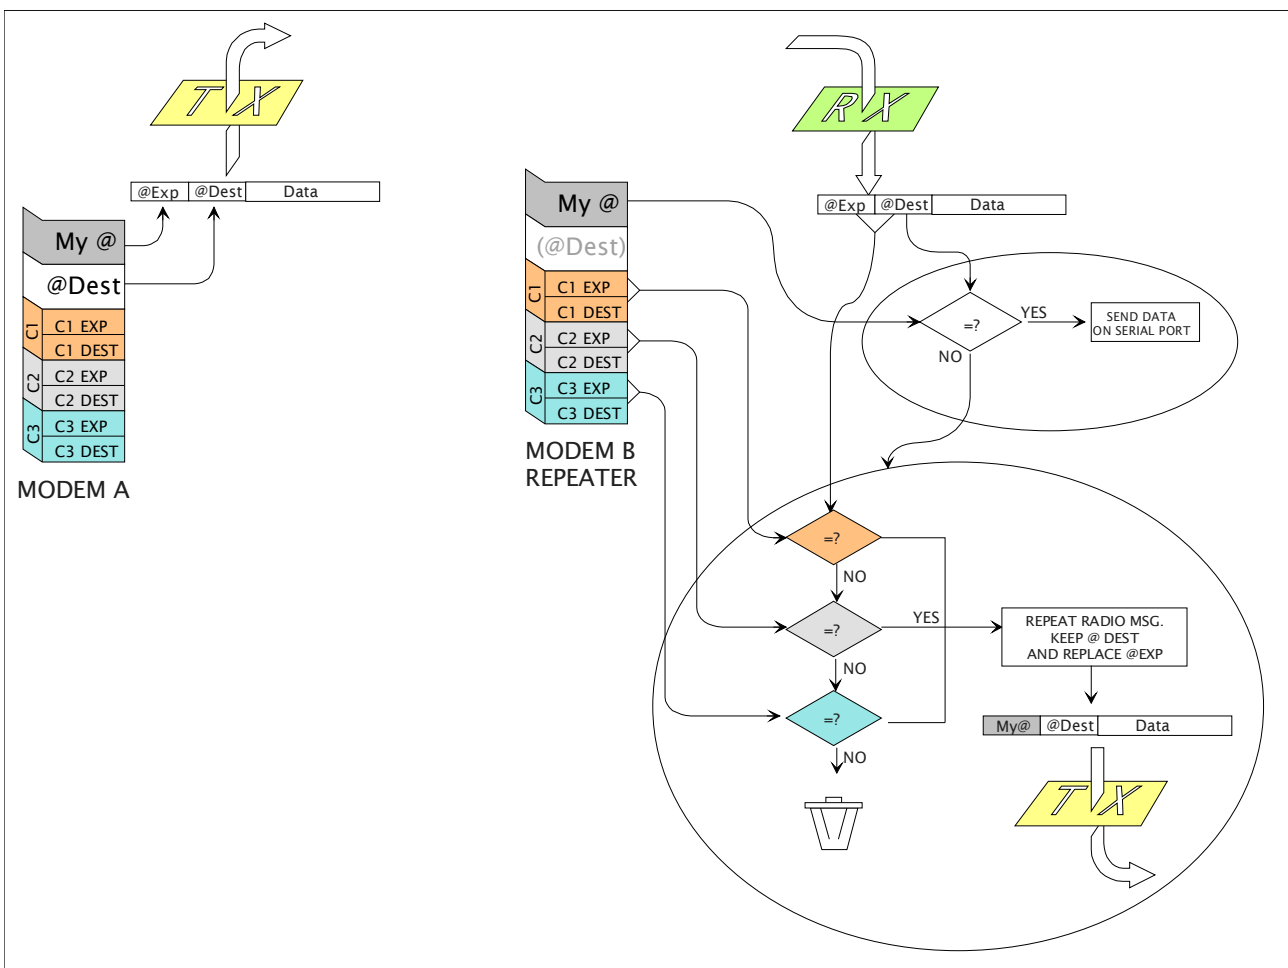 TX
@Exp @Dest Data
My @
@Dest
C1
C1 EXP
C1 DEST
C2
C2 EXP
C2 DEST
C3
C3 EXP
C3 DEST
MODEM A
RX
@Exp @Dest Data
My @
(@Dest)
C1
C1 EXP
C1 DEST
C2
C2 EXP
C2 DEST
C3
C3 EXP
C3 DEST
MODEM B
REPEATER
=?
YES
SEND DATA
ON SERIAL PORT
NO
=?
NO
=?
YES
REPEAT RADIO MSG.
KEEP @ DEST
AND REPLACE @EXP
NO
=?
NO
My@ @Dest Data
TX